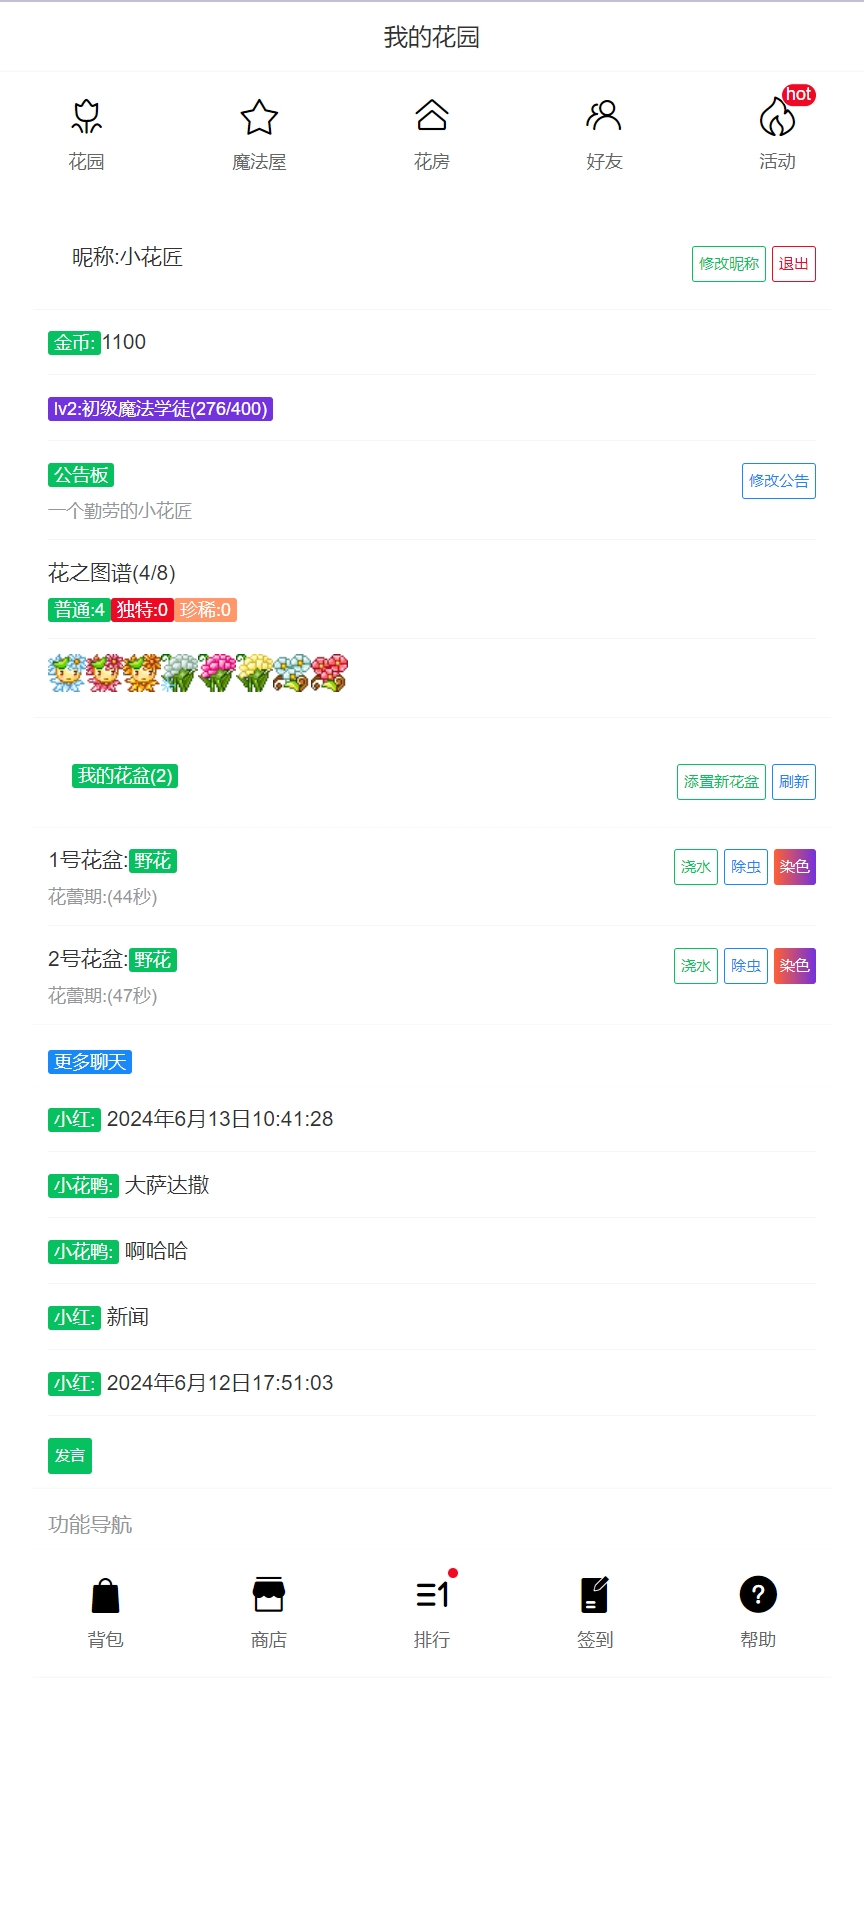 我的花园
hot
花园 魔法屋 花房 好友 活动
昵称:小花匠 修改昵称 退出
金币:1100
lv2:初级魔法学徒(276/400)
公告板 修改公告
一个勤劳的小花匠
花之图谱(4/8)
普通:4 独特:0 珍稀:0
我的花盆(2) 添置新花盆 刷新
1号花盆:野花 浇水 除虫 染色
花蕾期:(44秒)
2号花盆:野花 浇水 除虫 染色
花蕾期:(47秒)
更多聊天
小红: 2024年6月13日10:41:28
小花鸭: 大萨达撒
小花鸭: 啊哈哈
小红: 新闻
小红: 2024年6月12日17:51:03
发言
功能导航
背包 商店 排行 签到 帮助